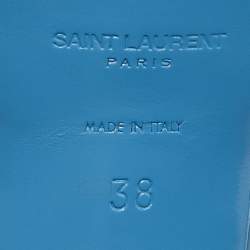 SAINT LAURENT
PARIS
MADE IN ITALY
38